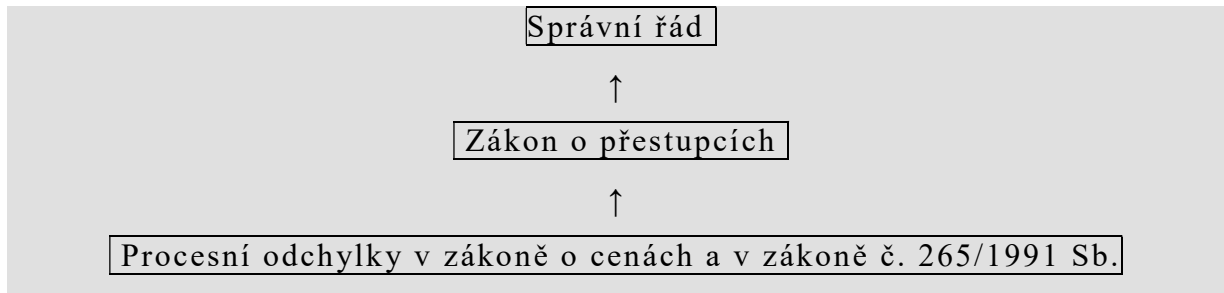 Správní řád
↑
Zákon o přestupcích
↑
Procesní odchylky v zákoně o cenách a v zákoně č. 265/1991 Sb.